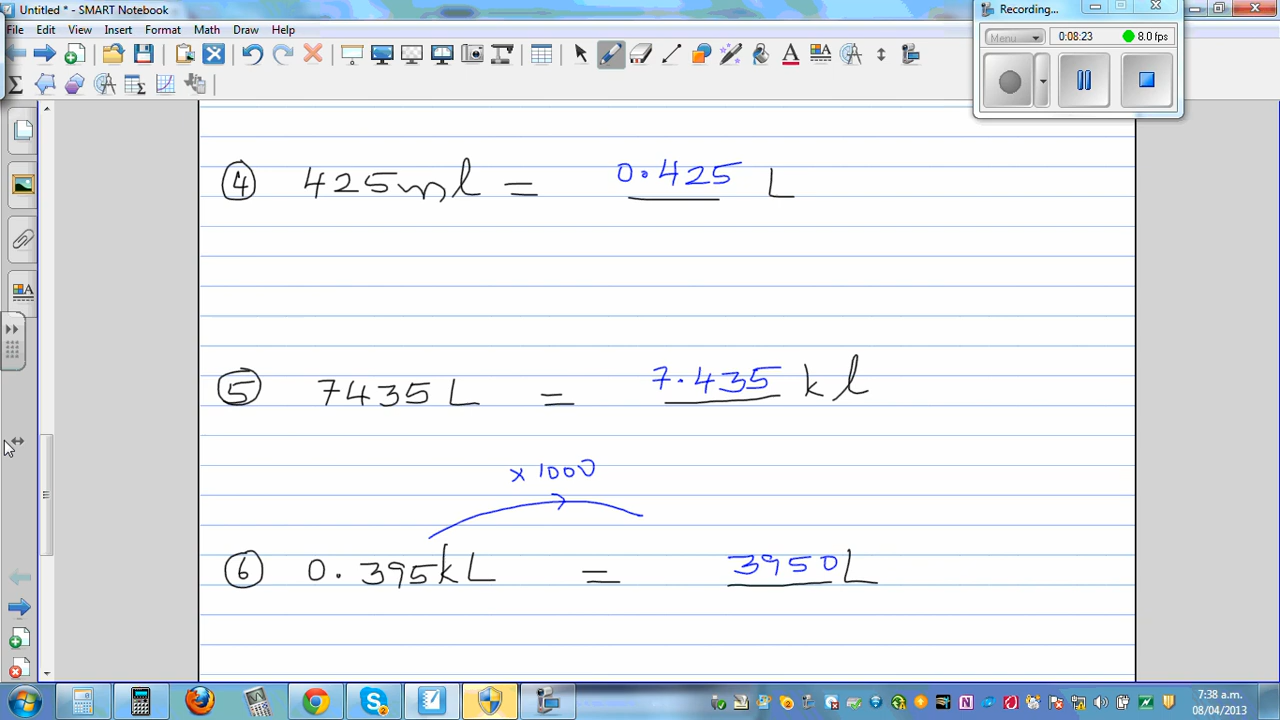 Untitled * - SMART Notebook
Recording...
File Edit View Insert Format Math Draw Help
Menu
0:08:23
8.0 fps
4 425ml = 0.425 L
5 7435 L = 7.435 kl
x 1000
6 0.395kL = 3950 L
7:38 a.m.
08/04/2013